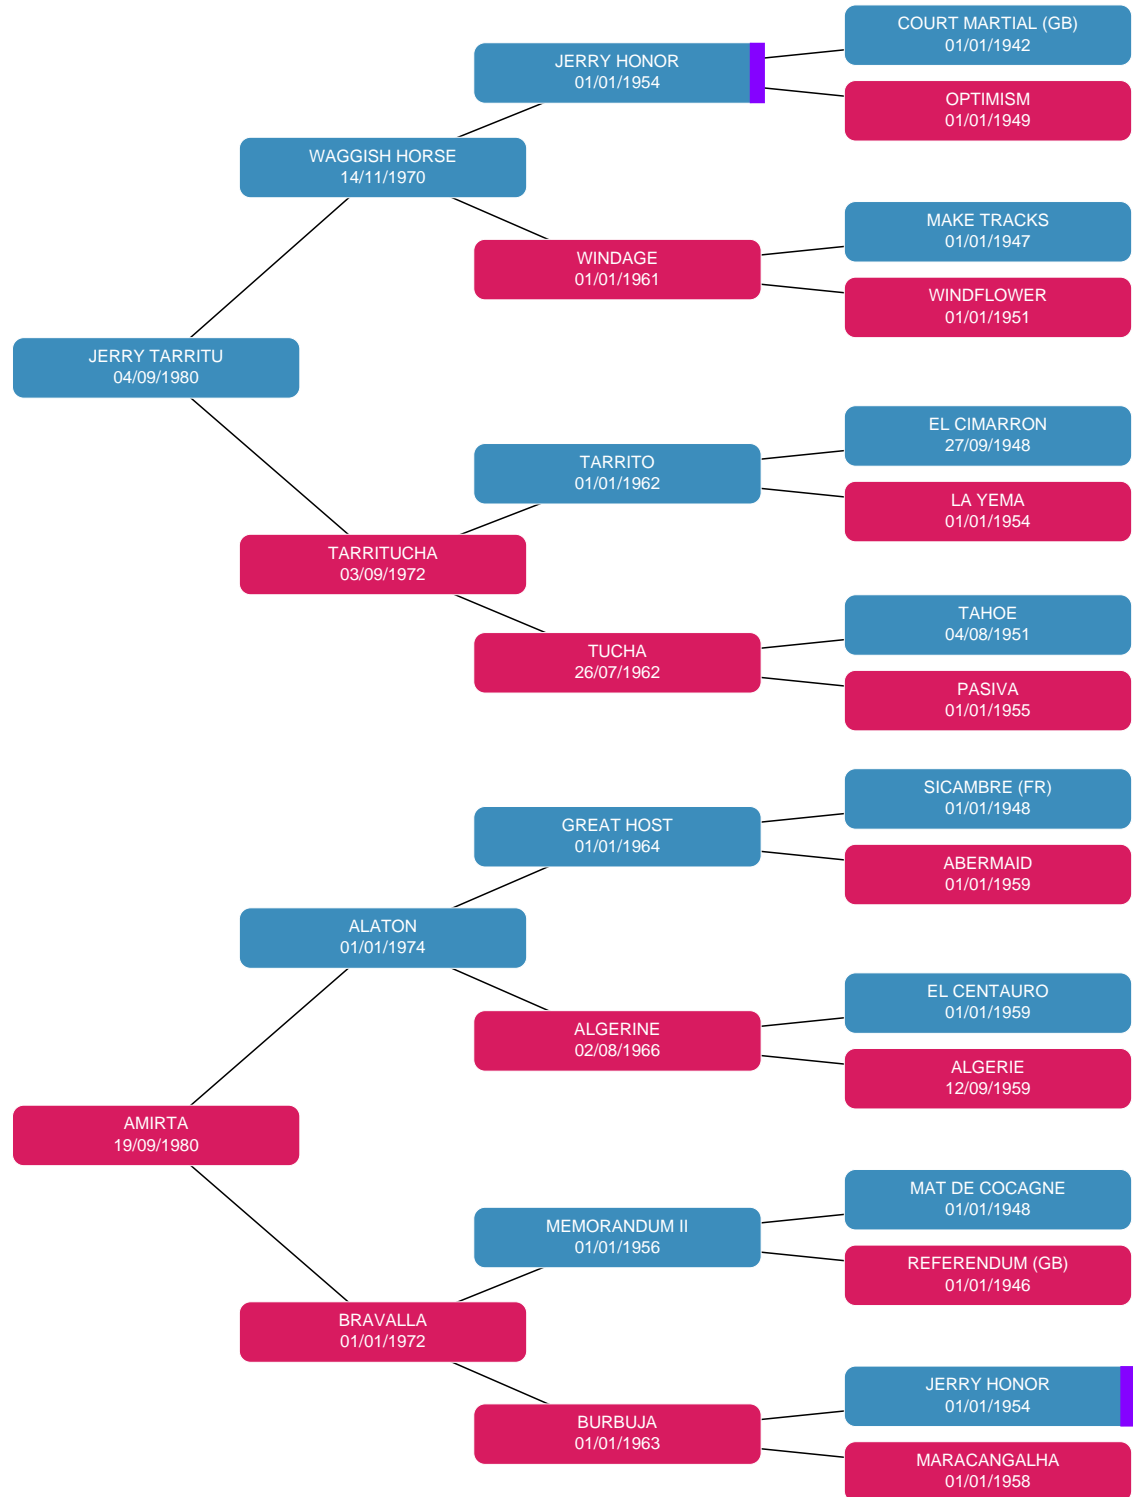 COURT MARTIAL (GB)
01/01/1942
JERRY HONOR
01/01/1954
OPTIMISM
01/01/1949
WAGGISH HORSE
14/11/1970
MAKE TRACKS
01/01/1947
WINDAGE
01/01/1961
WINDFLOWER
01/01/1951
JERRY TARRITU
04/09/1980
EL CIMARRON
27/09/1948
TARRITO
01/01/1962
LA YEMA
01/01/1954
TARRITUCHA
03/09/1972
TAHOE
04/08/1951
TUCHA
26/07/1962
PASIVA
01/01/1955
SICAMBRE (FR)
01/01/1948
GREAT HOST
01/01/1964
ABERMAID
01/01/1959
ALATON
01/01/1974
EL CENTAURO
01/01/1959
ALGERINE
02/08/1966
ALGERIE
12/09/1959
AMIRTA
19/09/1980
MAT DE COCAGNE
01/01/1948
MEMORANDUM II
01/01/1956
REFERENDUM (GB)
01/01/1946
BRAVALLA
01/01/1972
JERRY HONOR
01/01/1954
BURBUJA
01/01/1963
MARACANGALHA
01/01/1958